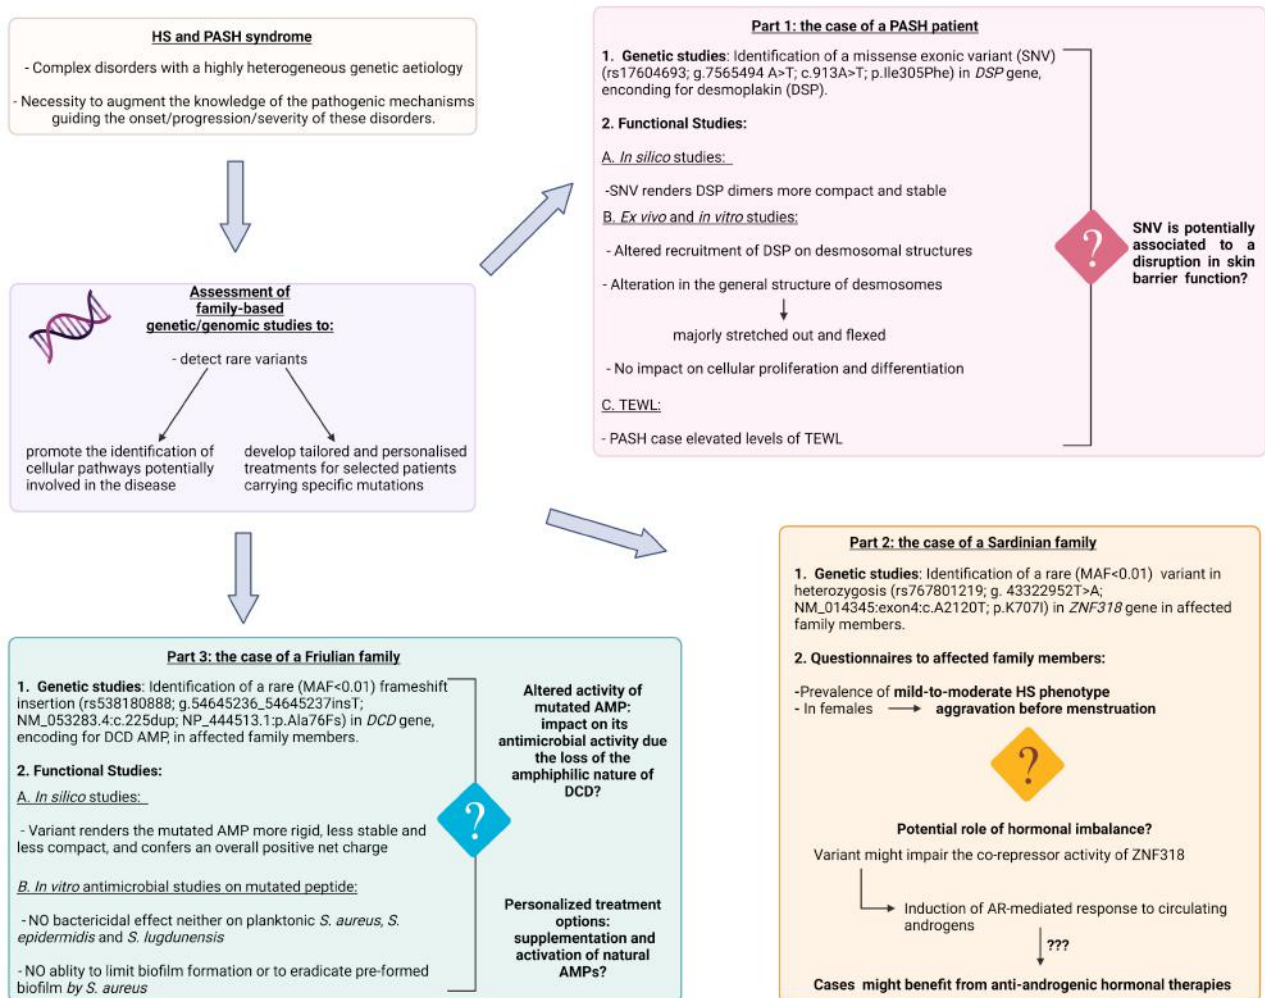 HS and PASH syndrome
- Complex disorders with a highly heterogeneous genetic aetiology
- Necessity to augment the knowledge of the pathogenic mechanisms
guiding the onset/progression/severity of these disorders.
Assessment of
family-based
genetic/genomic studies to:
- detect rare variants
promote the identification of
cellular pathways potentially
involved in the disease
develop tailored and personalised
treatments for selected patients
carrying specific mutations
Part 1: the case of a PASH patient
1. Genetic studies: Identification of a missense exonic variant (SNV)
(rs17604693; g.7565494 A>T; c.913A>T; p.Ile305Phe) in DSP gene,
enconding for desmoplakin (DSP).
2. Functional Studies:
A. In silico studies:
-SNV renders DSP dimers more compact and stable
B. Ex vivo and in vitro studies:
- Altered recruitment of DSP on desmosomal structures
- Alteration in the general structure of desmosomes
majorly stretched out and flexed
- No impact on cellular proliferation and differentiation
C. TEWL:
- PASH case elevated levels of TEWL
?
SNV is potentially
associated to a
disruption in skin
barrier function?
Part 2: the case of a Sardinian family
1. Genetic studies: Identification of a rare (MAF<0.01) variant in
heterozygosis (rs767801219; g. 43322952T>A;
NM_014345:exon4:c.A2120T; p.K707I) in ZNF318 gene in affected
family members.
2. Questionnaires to affected family members:
-Prevalence of mild-to-moderate HS phenotype
- In females aggravation before menstruation
?
Potential role of hormonal imbalance?
Variant might impair the co-repressor activity of ZNF318
Induction of AR-mediated response to circulating
androgens
???
Cases might benefit from anti-androgenic hormonal therapies
Part 3: the case of a Friulian family
1. Genetic studies: Identification of a rare (MAF<0.01) frameshift
insertion (rs538180888; g.54645236_54645237insT;
NM_053283.4:c.225dup; NP_444513.1:p.Ala76Fs) in DCD gene,
encoding for DCD AMP, in affected family members.
2. Functional Studies:
A. In silico studies:
- Variant renders the mutated AMP more rigid, less stable and
less compact, and confers an overall positive net charge
B. In vitro antimicrobial studies on mutated peptide:
- NO bactericidal effect neither on planktonic S. aureus, S.
epidermidis and S. lugdunensis
- NO ablity to limit biofilm formation or to eradicate pre-formed
biofilm by S. aureus
?
Altered activity of
mutated AMP:
impact on its
antimicrobial activity due
the loss of the
amphiphilic nature of
DCD?
Personalized treatment
options:
supplementation and
activation of natural
AMPs?